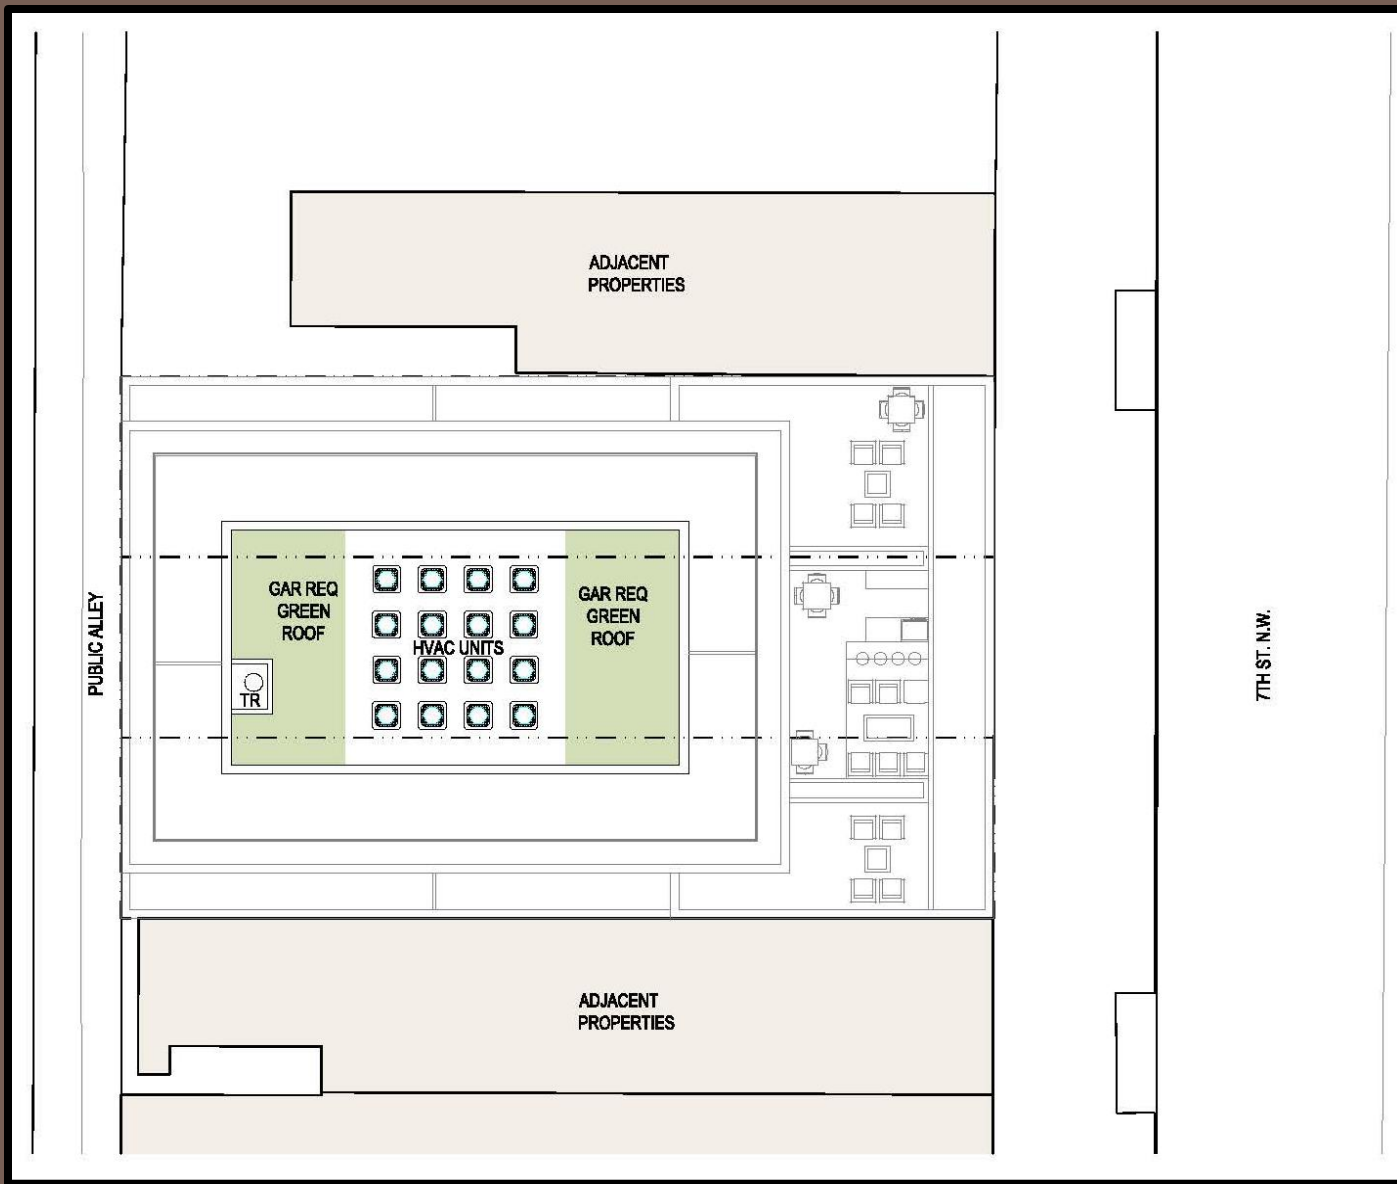 ADJACENT
PROPERTIES
PUBLIC ALLEY
GAR REQ
GREEN
ROOF
HVAC UNITS
GAR REQ
GREEN
ROOF
TR
7TH ST. N.W.
ADJACENT
PROPERTIES